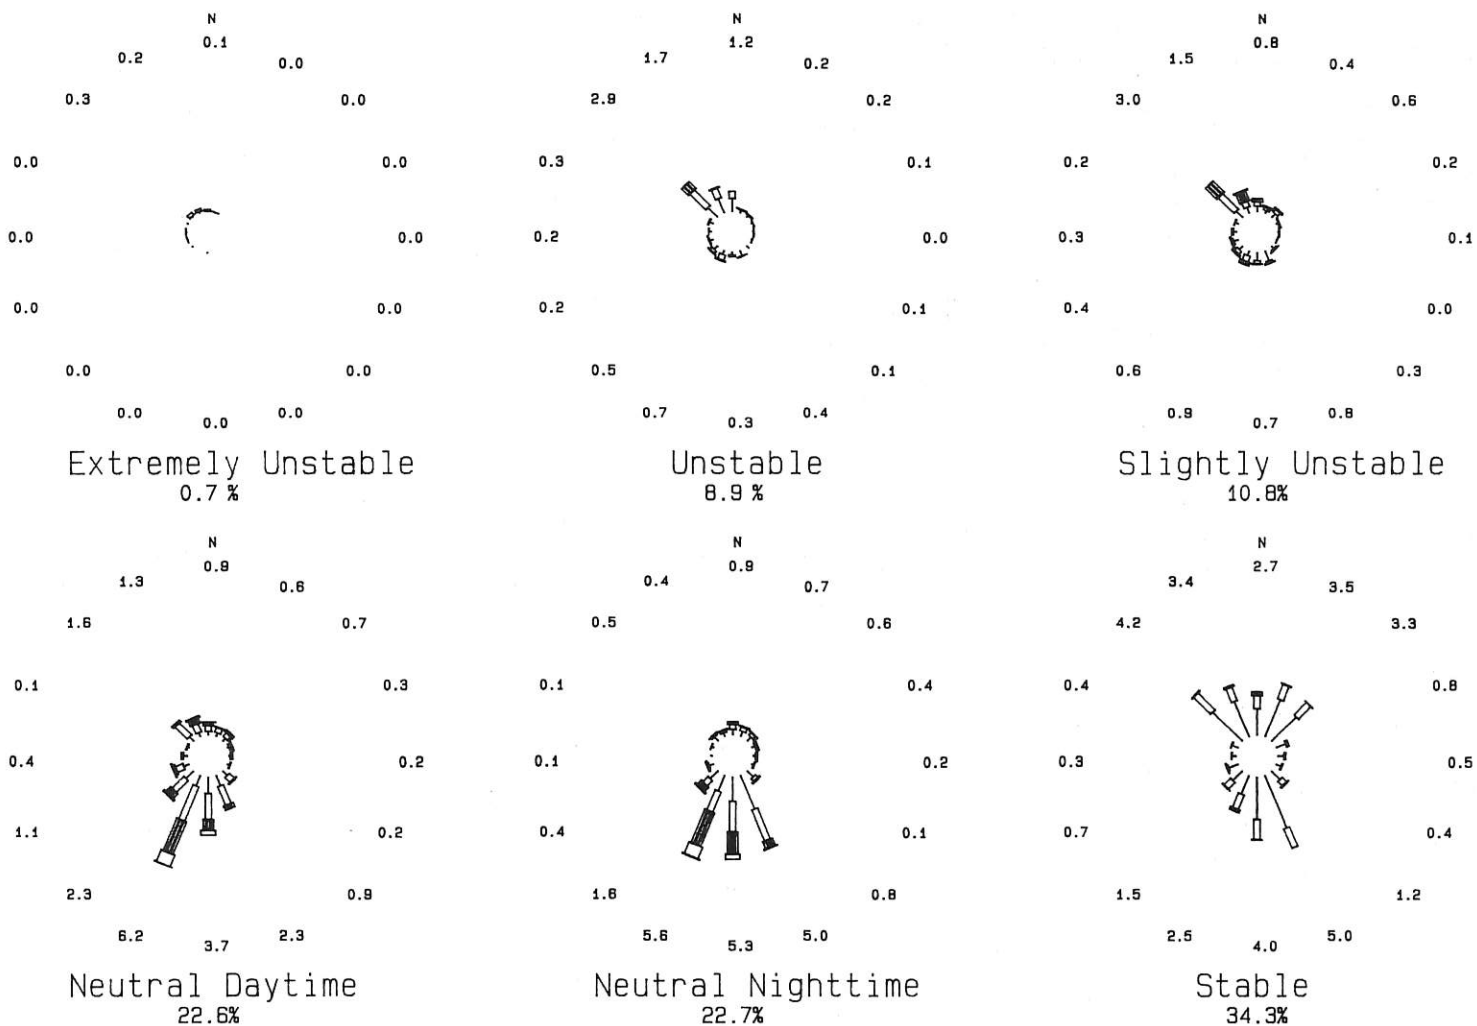 N N N
0.1 1.2 0.8
0.2 0.0 1.7 0.2 1.5 0.4
0.3 0.0 2.9 0.2 3.0 0.6
0.0 0.0 0.3 0.1 0.2 0.2
0.0 0.0 0.2 0.0 0.3 0.1
0.0 0.0 0.2 0.1 0.4 0.0
0.0 0.0 0.5 0.1 0.6 0.3
0.0 0.0 0.0 0.7 0.3 0.4 0.9 0.7 0.8
Extremely Unstable Unstable Slightly Unstable
0.7 % 8.9 % 10.8%
N N N
0.9 0.9 2.7
1.3 0.6 0.4 0.7 3.4 3.5
1.6 0.7 0.5 0.6 4.2 3.3
0.1 0.3 0.1 0.4 0.4 0.8
0.4 0.2 0.1 0.2 0.3 0.5
1.1 0.2 0.4 0.1 0.7 0.4
2.3 0.9 1.6 0.8 1.5 1.2
6.2 3.7 2.3 5.6 5.3 5.0 2.5 4.0 5.0
Neutral Daytime Neutral Nighttime Stable
22.6% 22.7% 34.3%